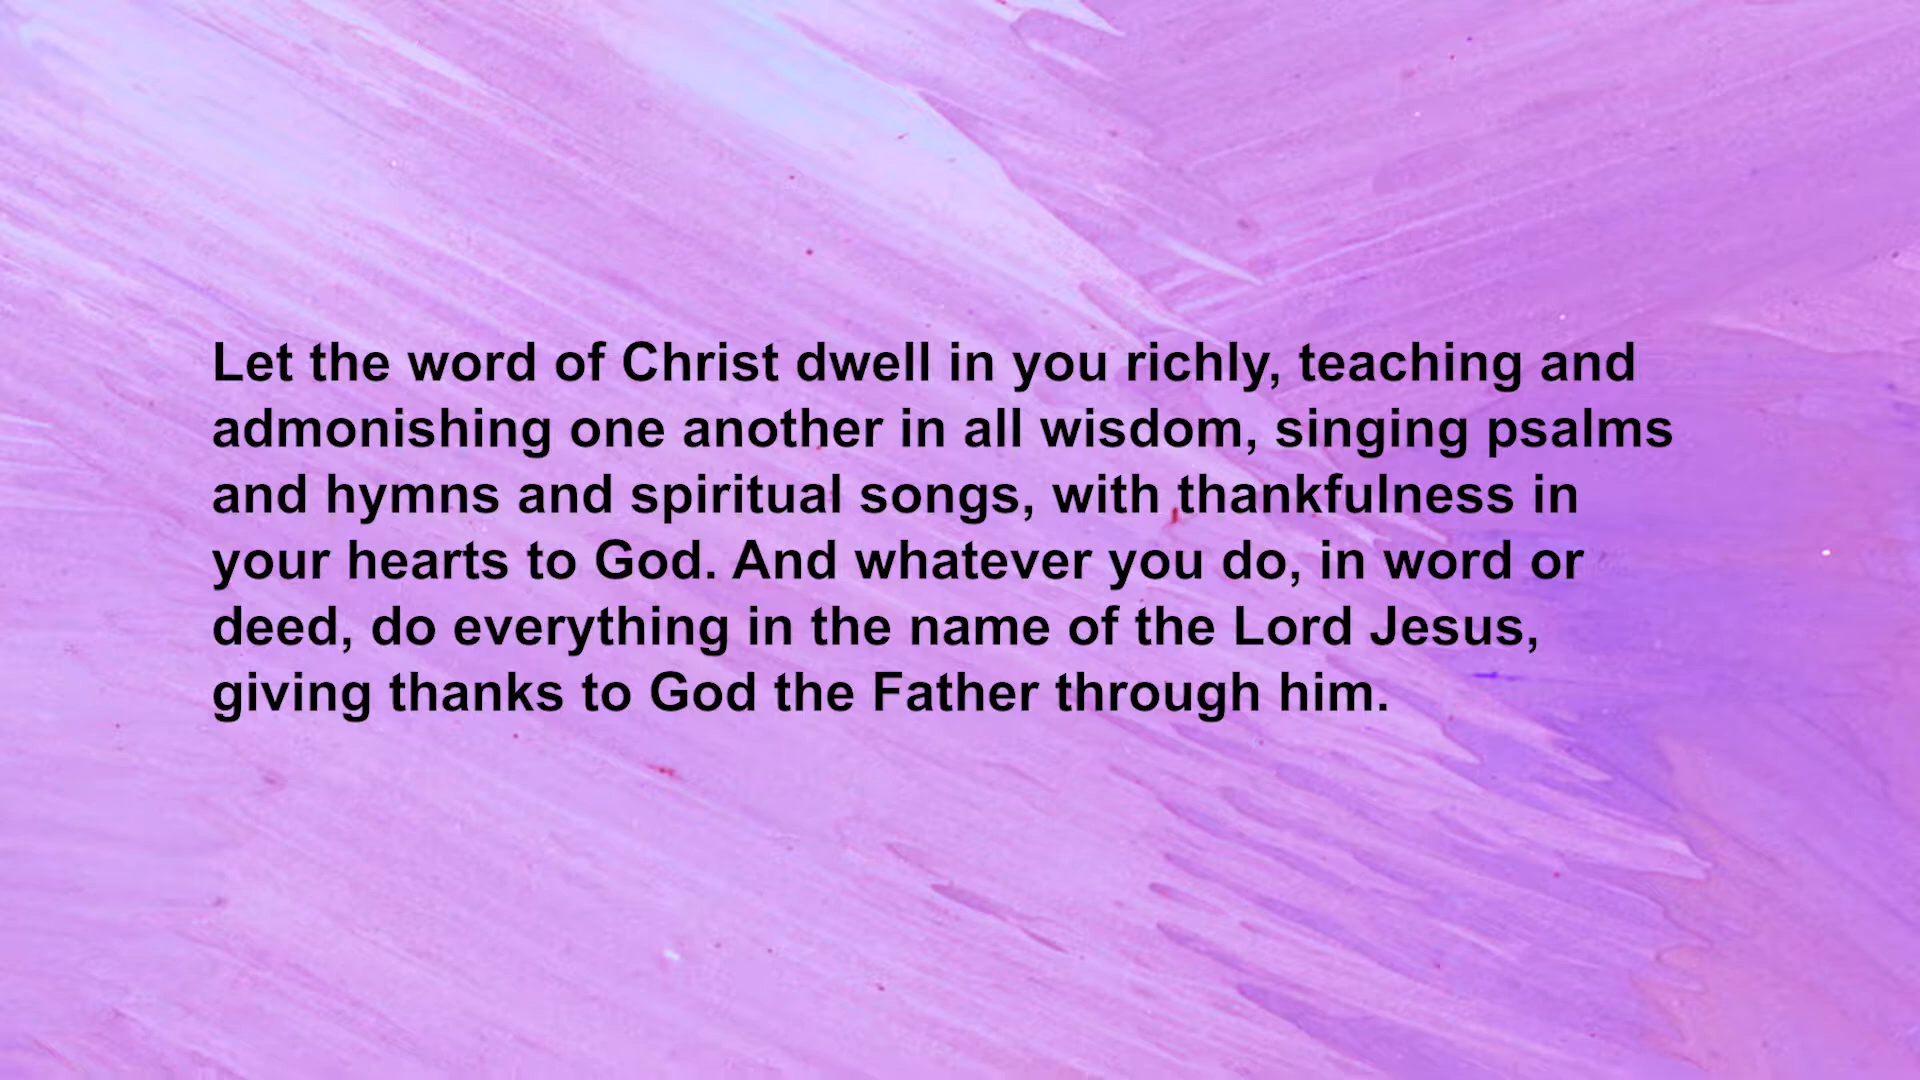 Let the word of Christ dwell in you richly, teaching and
admonishing one another in all wisdom, singing psalms
and hymns and spiritual songs, with thankfulness in
your hearts to God. And whatever you do, in word or
deed, do everything in the name of the Lord Jesus,
giving thanks to God the Father through him.